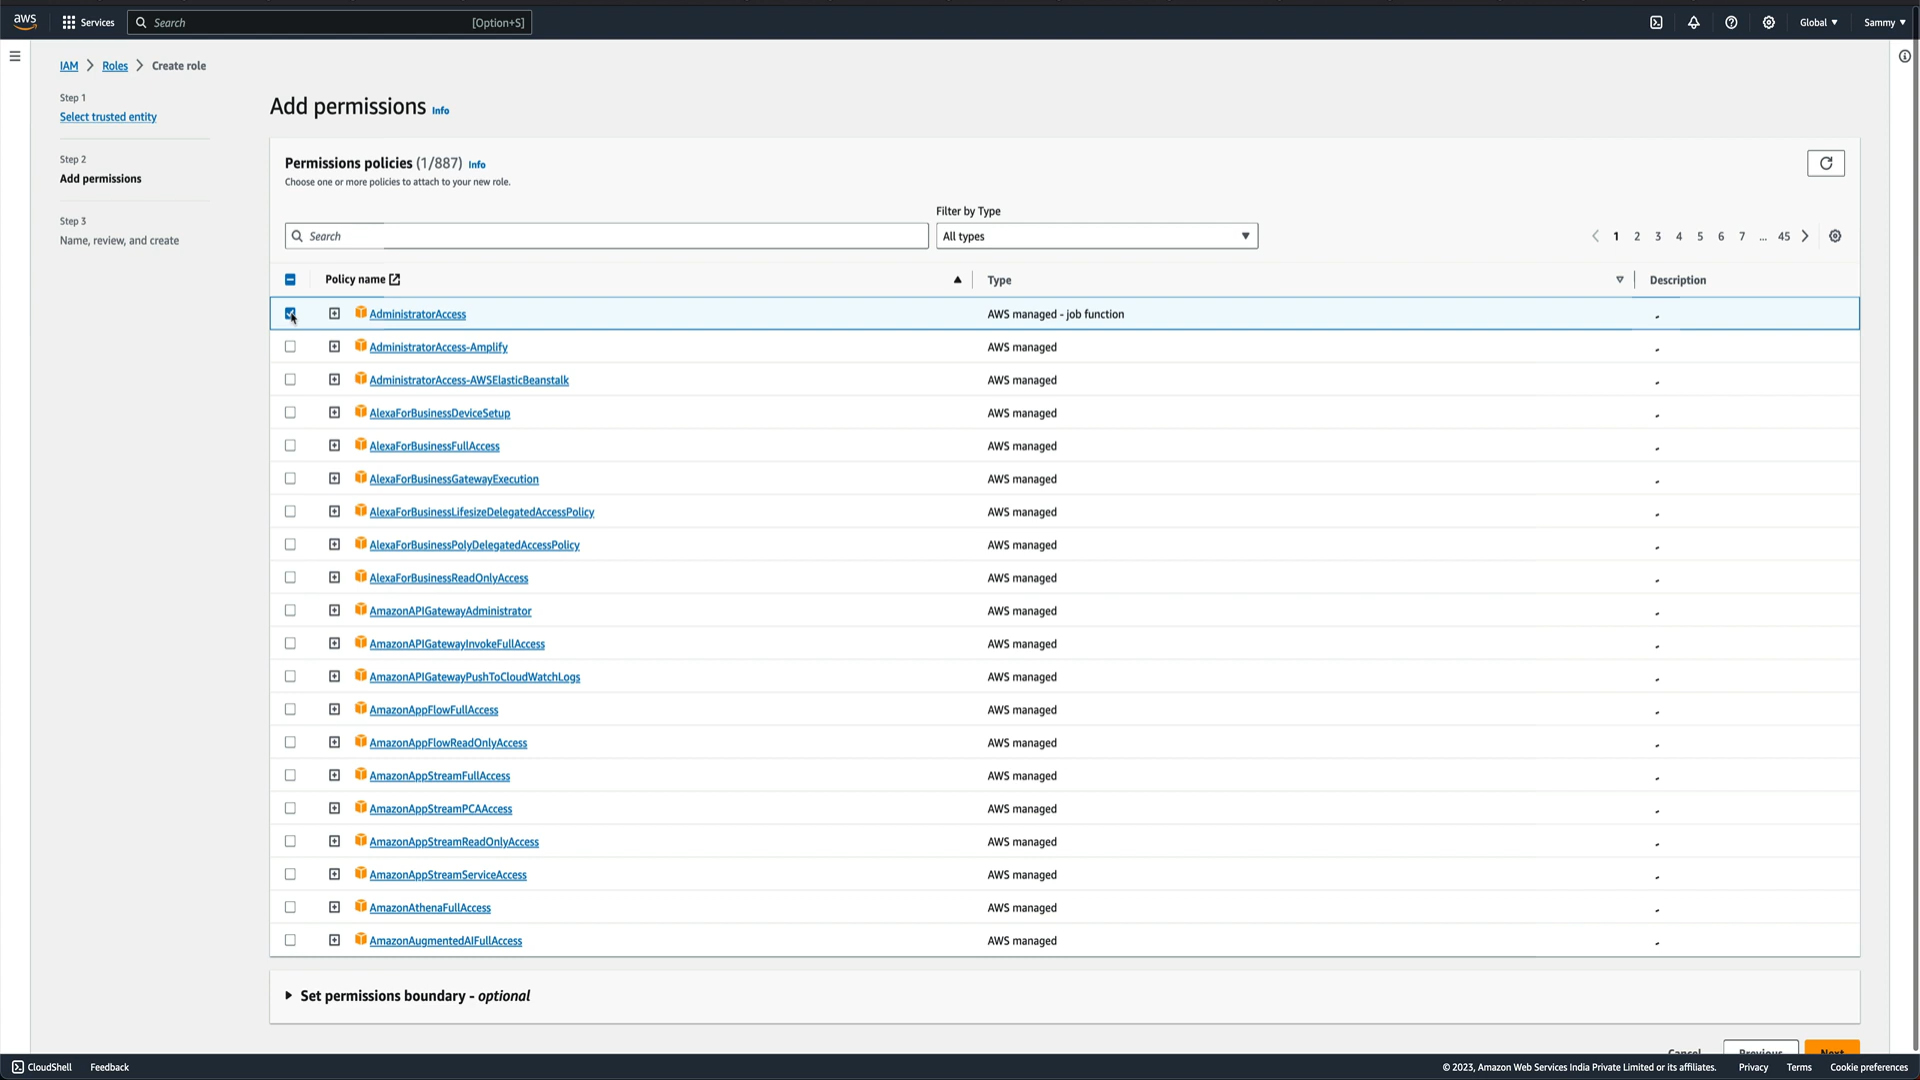 aws Services Search [Option+S] Global Sammy
IAM Roles Create role
Step 1
Select trusted entity
Step 2
Add permissions
Step 3
Name, review, and create
Add permissions Info
Permissions policies (1/887) Info
Choose one or more policies to attach to your new role.
Filter by Type
Search All types 1 2 3 4 5 6 7 ... 45
Policy name Type Description
AdministratorAccess AWS managed - job function -
AdministratorAccess-Amplify AWS managed -
AdministratorAccess-AWSElasticBeanstalk AWS managed -
AlexaForBusinessDeviceSetup AWS managed -
AlexaForBusinessFullAccess AWS managed -
AlexaForBusinessGatewayExecution AWS managed -
AlexaForBusinessLifesizeDelegatedAccessPolicy AWS managed -
AlexaForBusinessPolyDelegatedAccessPolicy AWS managed -
AlexaForBusinessReadOnlyAccess AWS managed -
AmazonAPIGatewayAdministrator AWS managed -
AmazonAPIGatewayInvokeFullAccess AWS managed -
AmazonAPIGatewayPushToCloudWatchLogs AWS managed -
AmazonAppFlowFullAccess AWS managed -
AmazonAppFlowReadOnlyAccess AWS managed -
AmazonAppStreamFullAccess AWS managed -
AmazonAppStreamPCAAccess AWS managed -
AmazonAppStreamReadOnlyAccess AWS managed -
AmazonAppStreamServiceAccess AWS managed -
AmazonAthenaFullAccess AWS managed -
AmazonAugmentedAIFullAccess AWS managed -
Set permissions boundary - optional
Cancel Previous Next
CloudShell Feedback © 2023, Amazon Web Services India Private Limited or its affiliates. Privacy Terms Cookie preferences